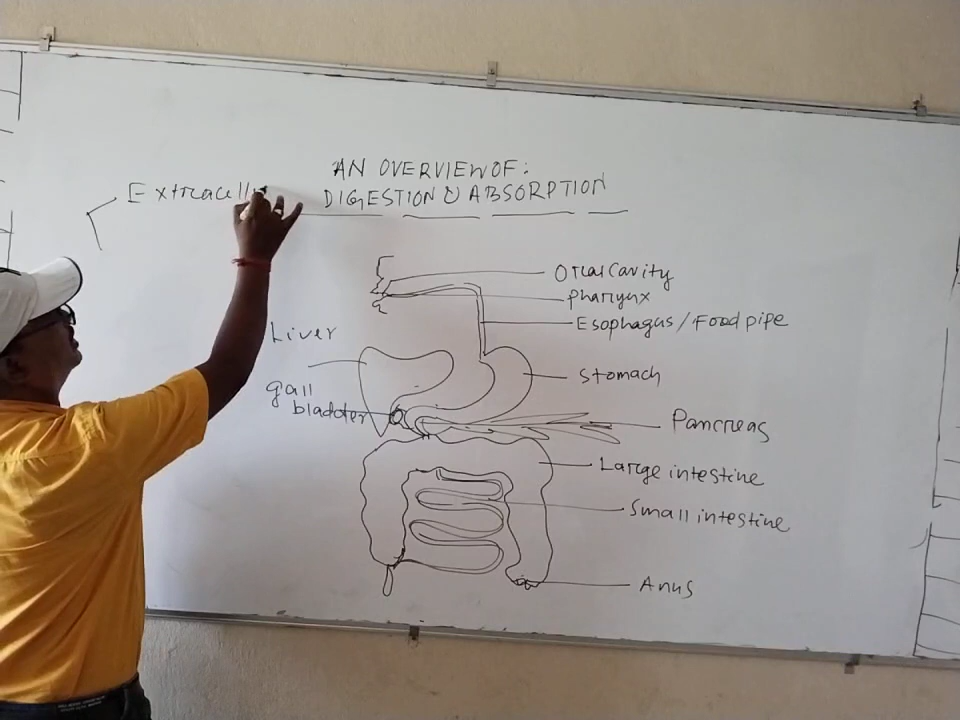 AN OVERVIEW OF:
DIGESTION & ABSORPTION
Extracell
Oral cavity
Pharynx
Esophagus/Food pipe
Liver
Stomach
gall
bladder
Pancreas
Large intestine
Small intestine
Anus